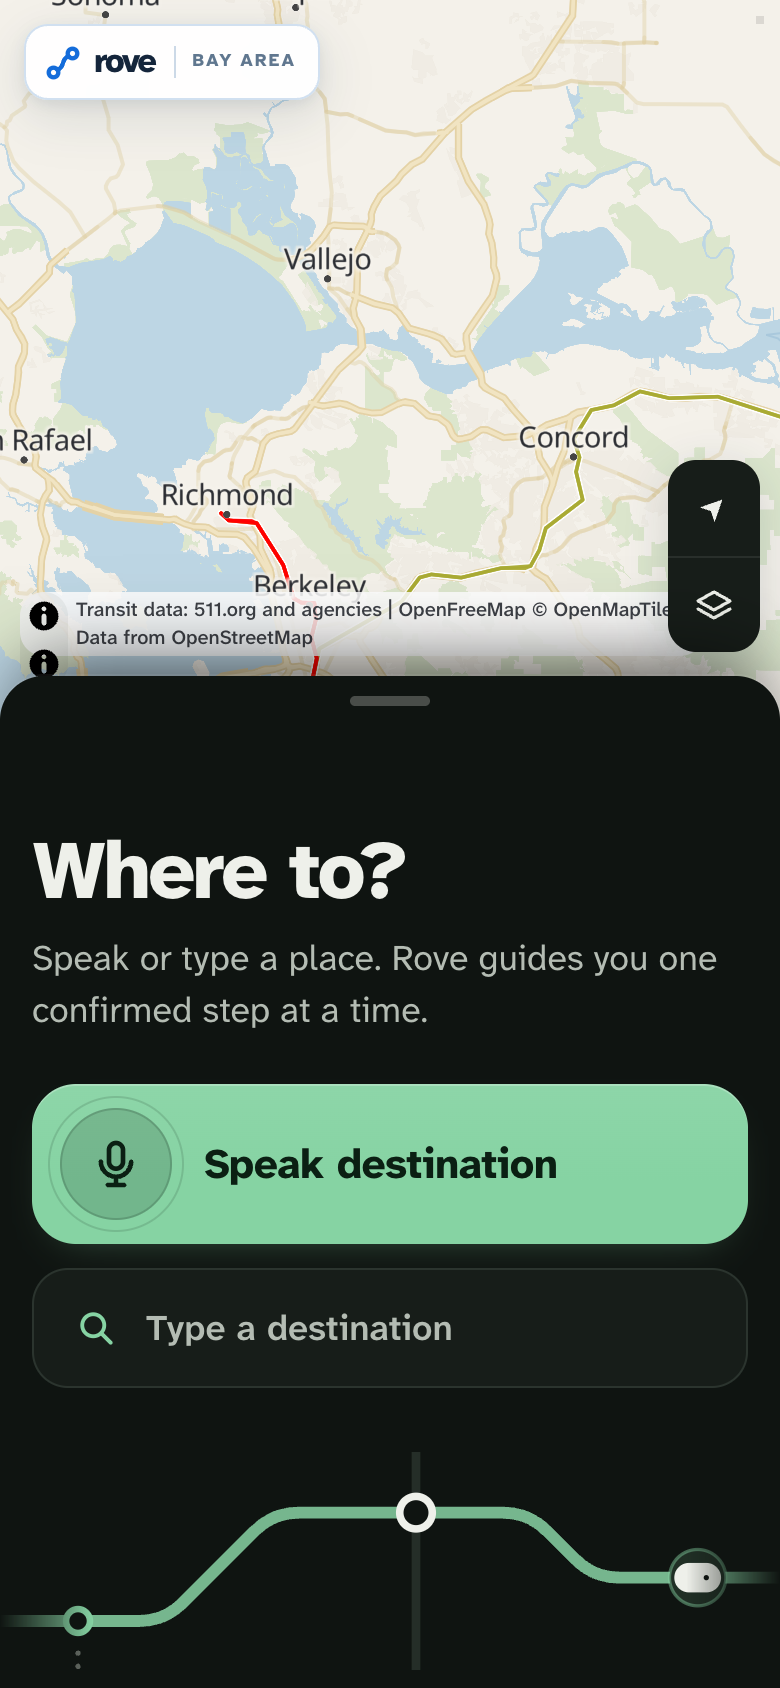 rove
BAY AREA
Vallejo
Concord
Rafael
Richmond
Berkeley
Transit data: 511.org and agencies | OpenFreeMap © OpenMapTile
Data from OpenStreetMap
Where to?
Speak or type a place. Rove guides you one
confirmed step at a time.
Speak destination
Type a destination